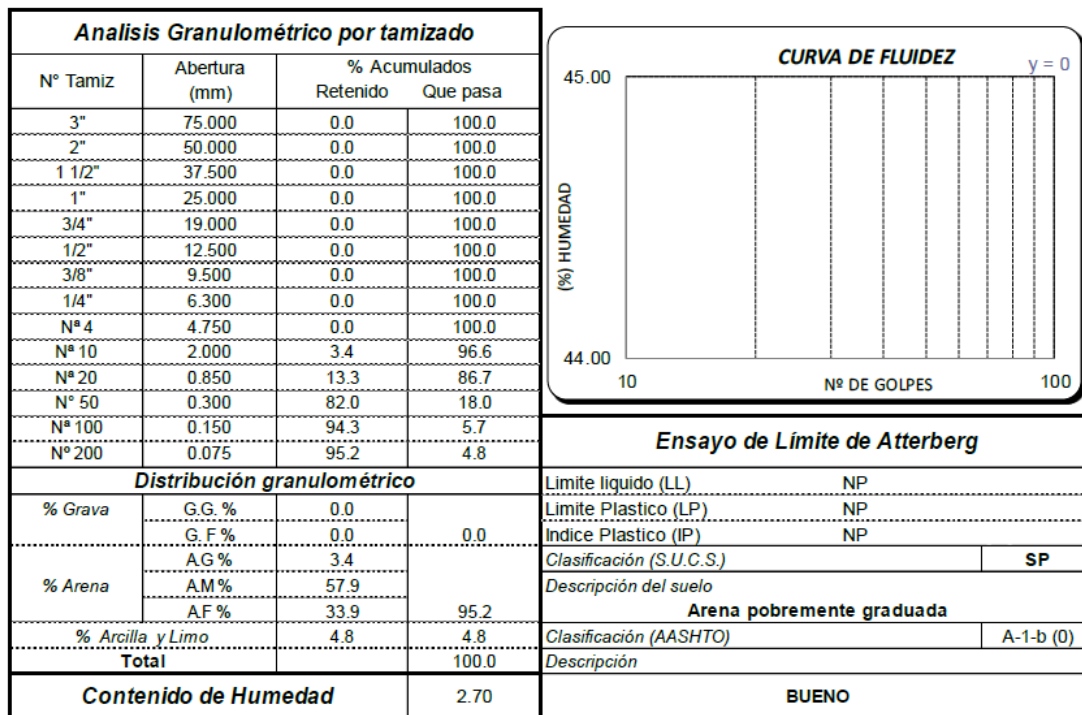 Analisis Granulométrico por tamizado
N° Tamiz Abertura (mm) % Acumulados
Retenido Que pasa
3" 75.000 0.0 100.0
2" 50.000 0.0 100.0
1 1/2" 37.500 0.0 100.0
1" 25.000 0.0 100.0
3/4" 19.000 0.0 100.0
1/2" 12.500 0.0 100.0
3/8" 9.500 0.0 100.0
1/4" 6.300 0.0 100.0
Nª 4 4.750 0.0 100.0
Nª 10 2.000 3.4 96.6
Nª 20 0.850 13.3 86.7
N° 50 0.300 82.0 18.0
Nª 100 0.150 94.3 5.7
Nº 200 0.075 95.2 4.8
Distribución granulométrico
% Grava G.G. % 0.0
G. F % 0.0 0.0
A.G % 3.4
% Arena A.M % 57.9
A.F % 33.9 95.2
% Arcilla y Limo 4.8 4.8
Total 100.0
Contenido de Humedad 2.70
CURVA DE FLUIDEZ
y = 0
45.00
(%) HUMEDAD
44.00
10 Nº DE GOLPES 100
Ensayo de Límite de Atterberg
Limite liquido (LL) NP
Limite Plastico (LP) NP
Indice Plastico (IP) NP
Clasificación (S.U.C.S.) SP
Descripción del suelo
Arena pobremente graduada
Clasificación (AASHTO) A-1-b (0)
Descripción
BUENO